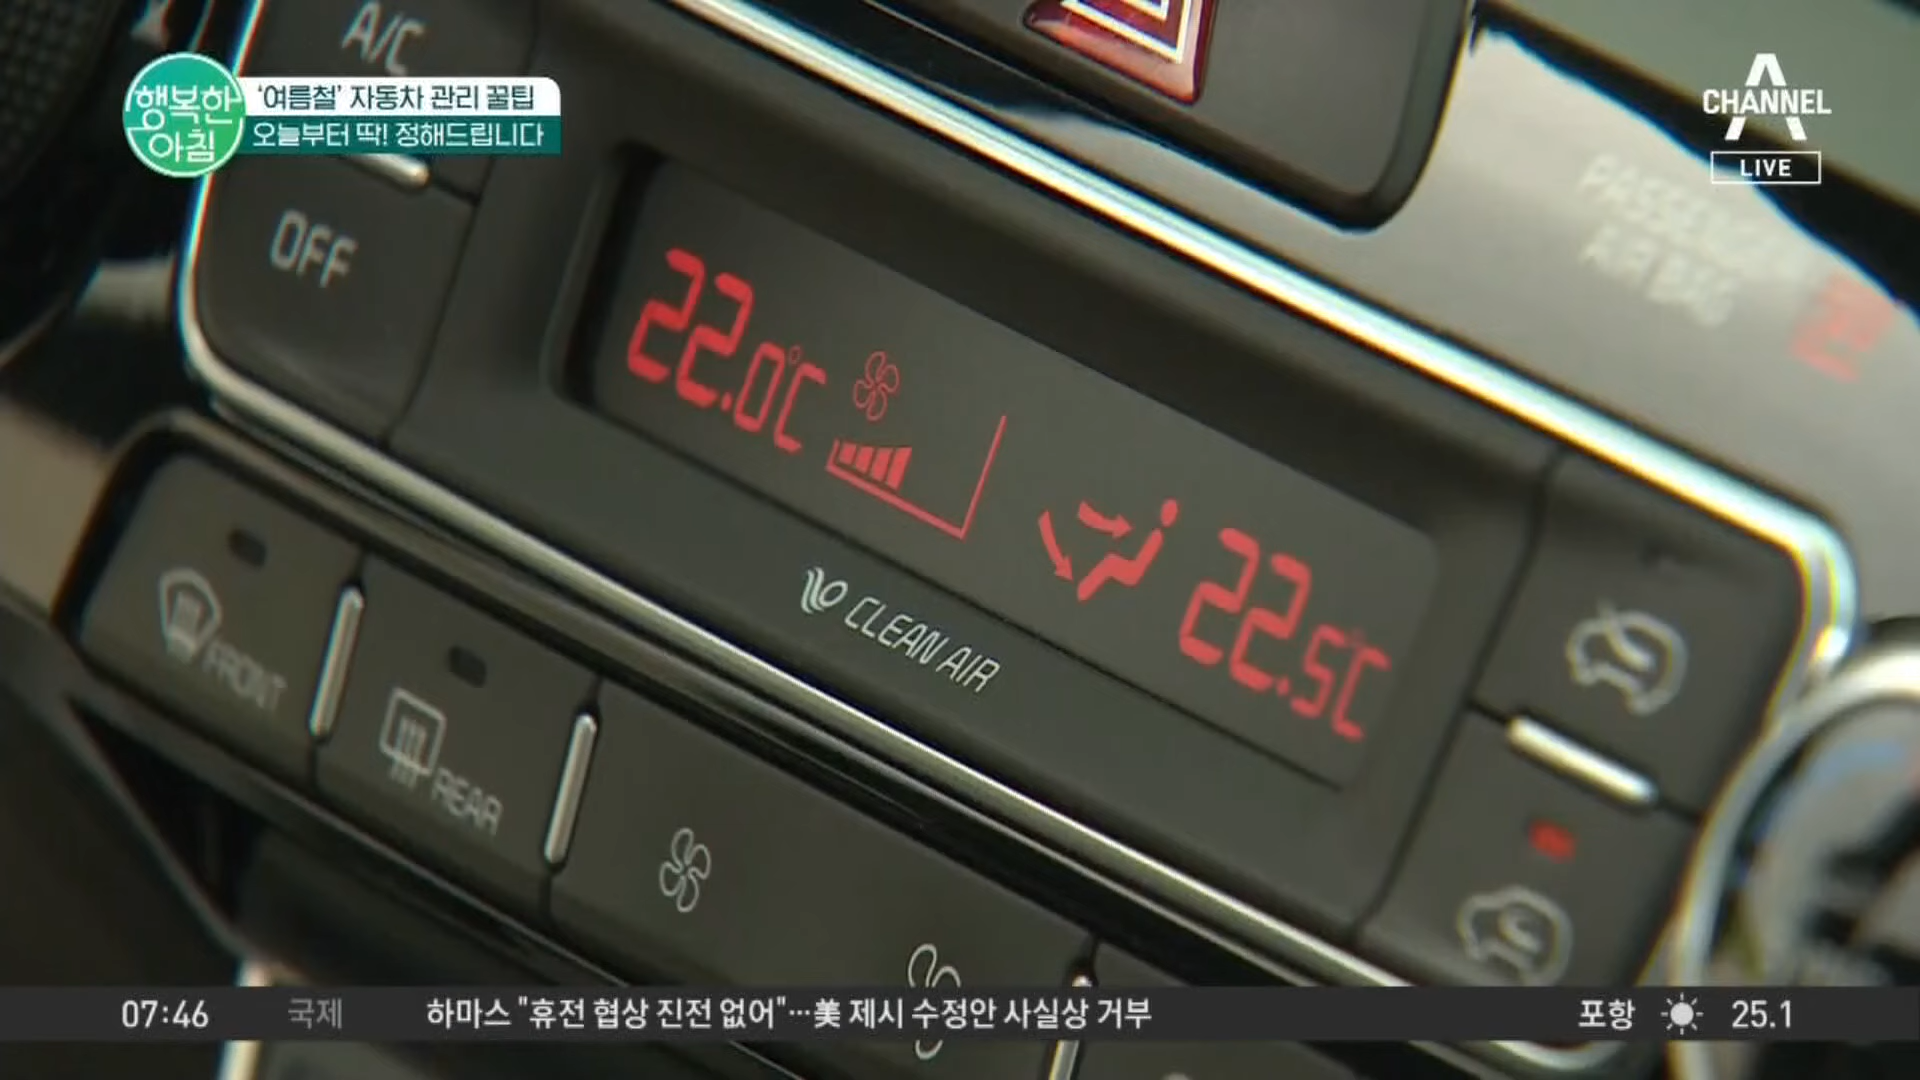 A/C
행복한
아침
'여름철' 자동차 관리 꿀팁
오늘부터 딱! 정해드립니다
CHANNEL A
LIVE
PASSENGER
AIR BAG
OFF
22.0°C
22.5°C
CLEAN AIR
FRONT
REAR
07:46 국제 하마스 "휴전 협상 진전 없어"…美 제시 수정안 사실상 거부 포항 25.1